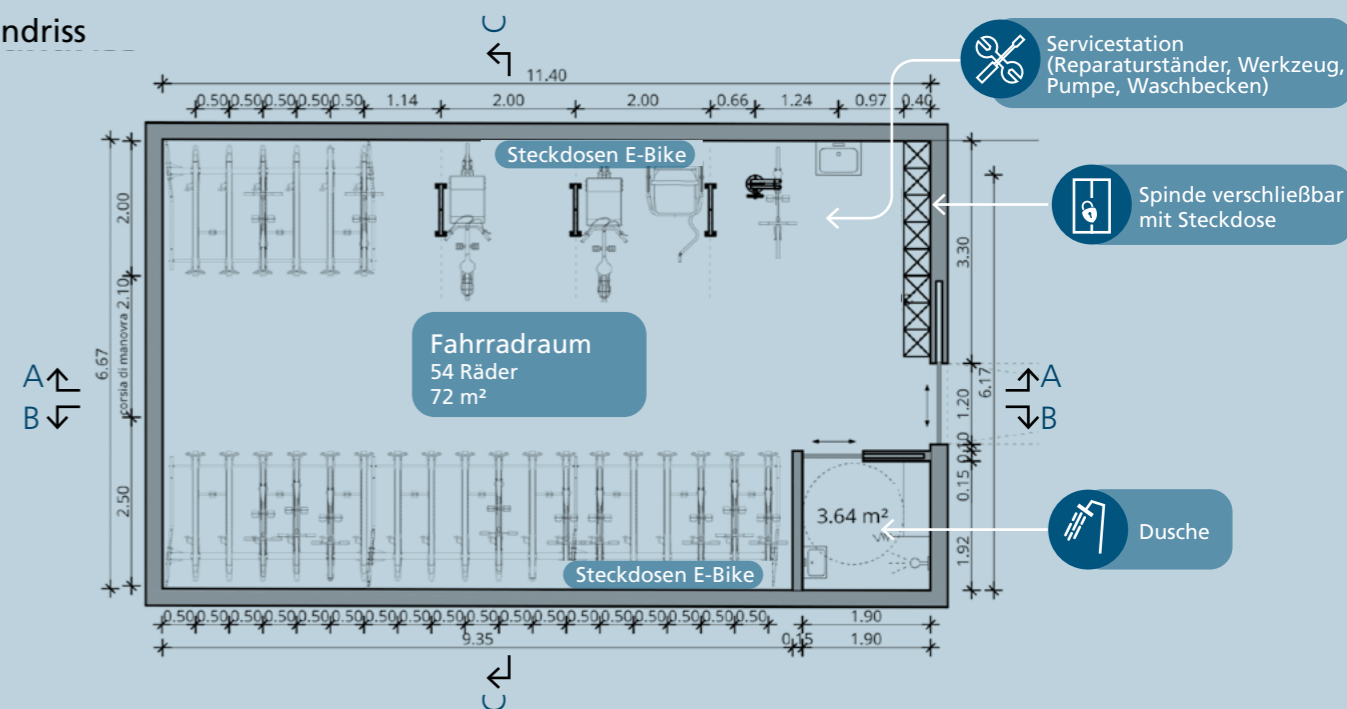 ndriss
C
11.40
0.50 0.50 0.50 0.50 0.50 1.14 2.00 2.00 0.66 1.24 0.97 0.40
Servicestation
(Reparaturständer, Werkzeug,
Pumpe, Waschbecken)
Steckdosen E-Bike
Spinde verschließbar
mit Steckdose
2.00
3.30
corsia di manovra 2.10
6.67
6.17
Fahrradraum
54 Räder
72 m²
A
B
A
B
1.20
2.50
0.15
1.92
3.64 m²
Dusche
Steckdosen E-Bike
0.50 0.50 0.50 0.50 0.50 0.50 0.50 0.50 0.50 0.50 0.50 0.50 0.50 0.50 0.50 0.50 0.50 0.50 1.90
9.35 0.15 1.90
C